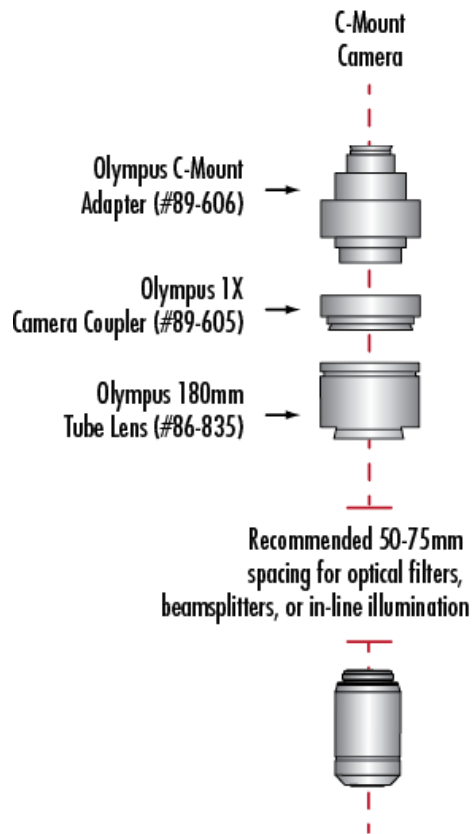 C-Mount
Camera
Olympus C-Mount
Adapter (#89-606)
Olympus 1X
Camera Coupler (#89-605)
Olympus 180mm
Tube Lens (#86-835)
Recommended 50-75mm
spacing for optical filters,
beamsplitters, or in-line illumination